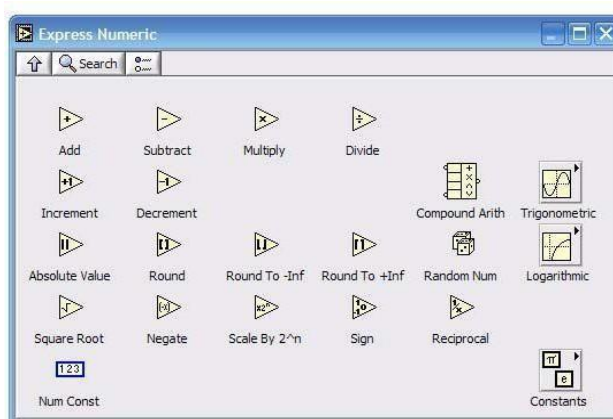 Express Numeric
Search
Add Subtract Multiply Divide
Increment Decrement Compound Arith Trigonometric
Absolute Value Round Round To -Inf Round To +Inf Random Num Logarithmic
Square Root Negate Scale By 2^n Sign Reciprocal
123
Num Const Constants